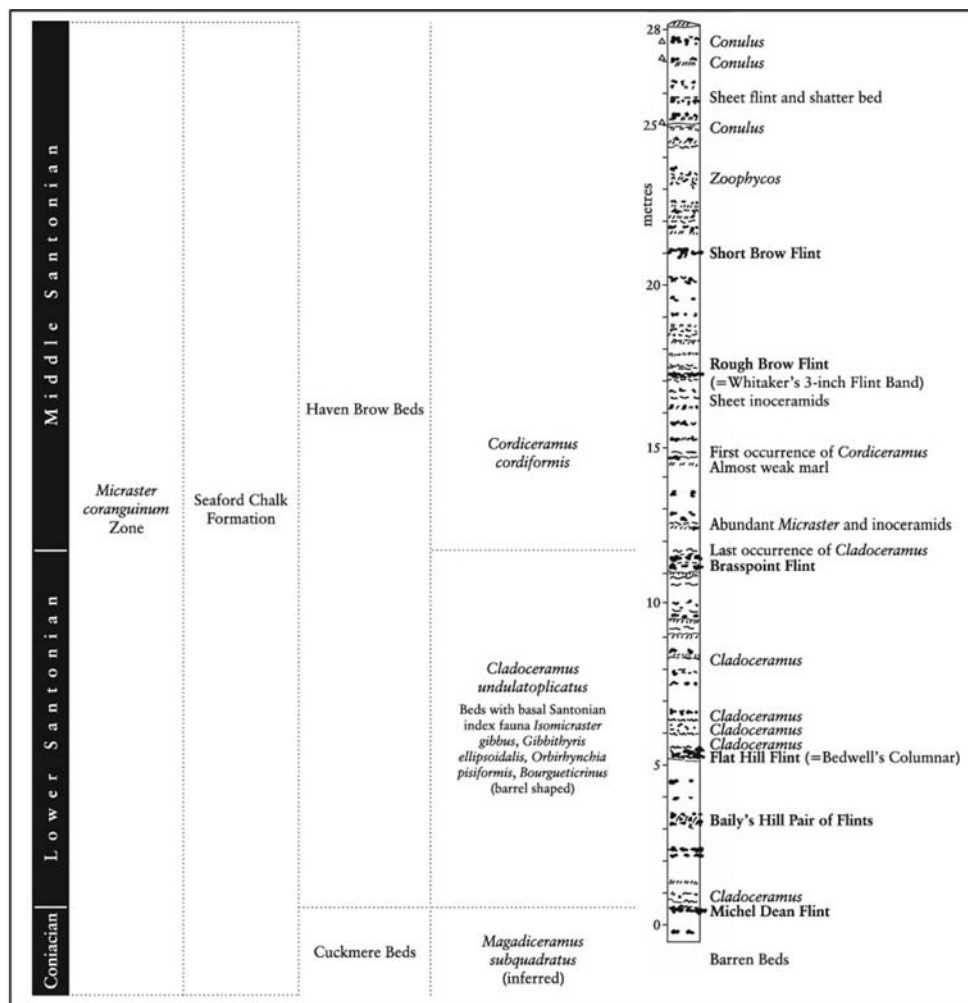 Middle Santonian
Lower Santonian
Coniacian
Micraster
coranguinum
Zone
Seaford Chalk
Formation
Haven Brow Beds
Cuckmere Beds
Cordiceramus
cordiformis
Cladoceramus
undulatoplicatus
Beds with basal Santonian
index fauna Isomicraster
gibbus, Gibbithyris
ellipsoidalis, Orbirhynchia
pisiformis, Bourgueticrinus
(barrel shaped)
Magadiceramus
subquadratus
(inferred)
metres
28
25
20
15
10
5
0
Conulus
Conulus
Sheet flint and shatter bed
Conulus
Zoophycos
Short Brow Flint
Rough Brow Flint
(=Whitaker's 3-inch Flint Band)
Sheet inoceramids
First occurrence of Cordiceramus
Almost weak marl
Abundant Micraster and inoceramids
Last occurrence of Cladoceramus
Brasspoint Flint
Cladoceramus
Cladoceramus
Cladoceramus
Cladoceramus
Flat Hill Flint (=Bedwell's Columnar)
Baily's Hill Pair of Flints
Cladoceramus
Michel Dean Flint
Barren Beds